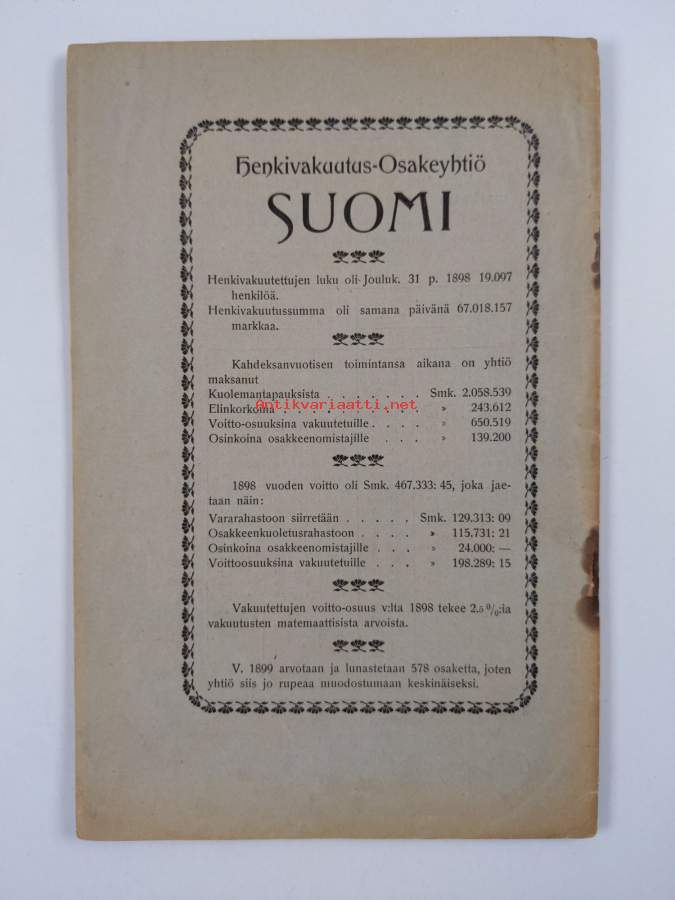 Henkivakuutus-Osakeyhtiö
SUOMI
Henkivakuutettujen luku oli Jouluk. 31 p. 1898 19.097
henkilöä.
Henkivakuutussumma oli samana päivänä 67.018.157
markkaa.
Kahdeksanvuotisen toimintansa aikana on yhtiö
maksanut
Kuolemantapauksista . . . . . . . Smk. 2.058.539
Elinkorkoina . . . . . . . . . » 243.612
Antikvariaatti.net
Voitto-osuuksina vakuutetuille . . . . » 650.519
Osinkoina osakkeenomistajille . . . » 139.200
1898 vuoden voitto oli Smk. 467.333: 45, joka jae-
taan näin:
Vararahastoon siirretään . . . . . Smk. 129.313: 09
Osakkeenkuoletusrahastoon . . . . » 115.731: 21
Osinkoina osakkeenomistajille . . . » 24.000: —
Voittoosuuksina vakuutetuille . . . » 198.289: 15
Vakuutettujen voitto-osuus v:lta 1898 tekee 2.5 %:ia
vakuutusten matemaattisista arvoista.
V. 1899 arvotaan ja lunastetaan 578 osaketta, joten
yhtiö siis jo rupeaa muodostumaan keskinäiseksi.